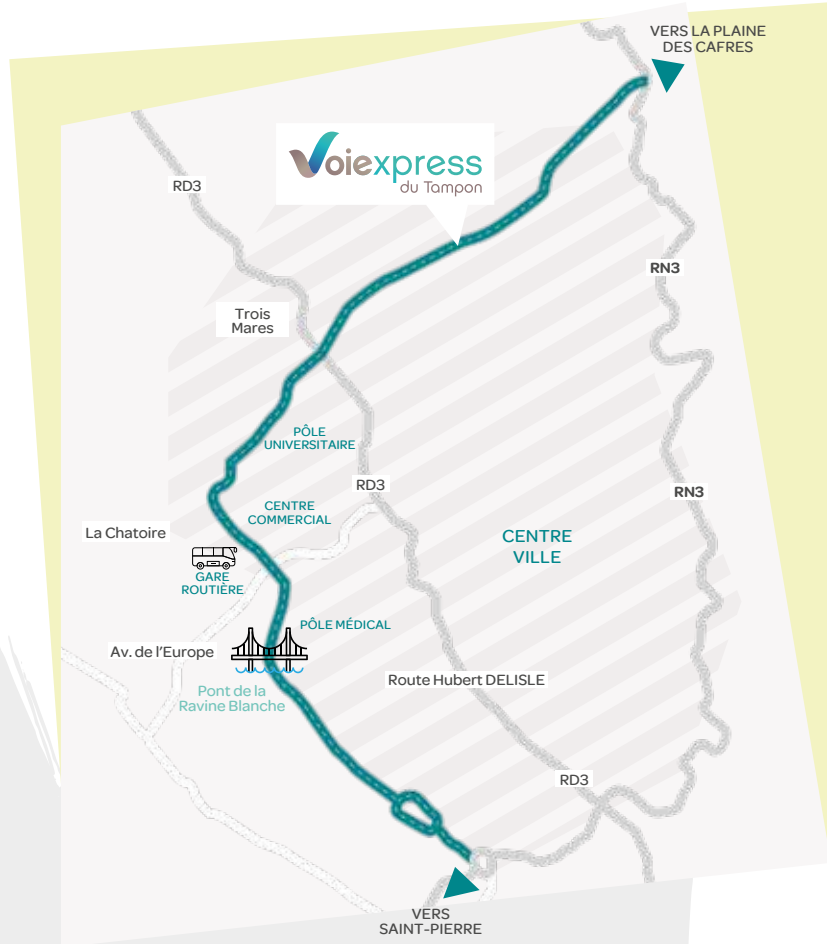 VERS LA PLAINE
DES CAFRES
Voiexpress
du Tampon
RD3
RN3
Trois
Mares
PÔLE
UNIVERSITAIRE
RD3
RN3
CENTRE
COMMERCIAL
La Chatoire
CENTRE
VILLE
GARE
ROUTIÈRE
PÔLE MÉDICAL
Av. de l'Europe
Route Hubert DELISLE
Pont de la
Ravine Blanche
RD3
VERS
SAINT-PIERRE